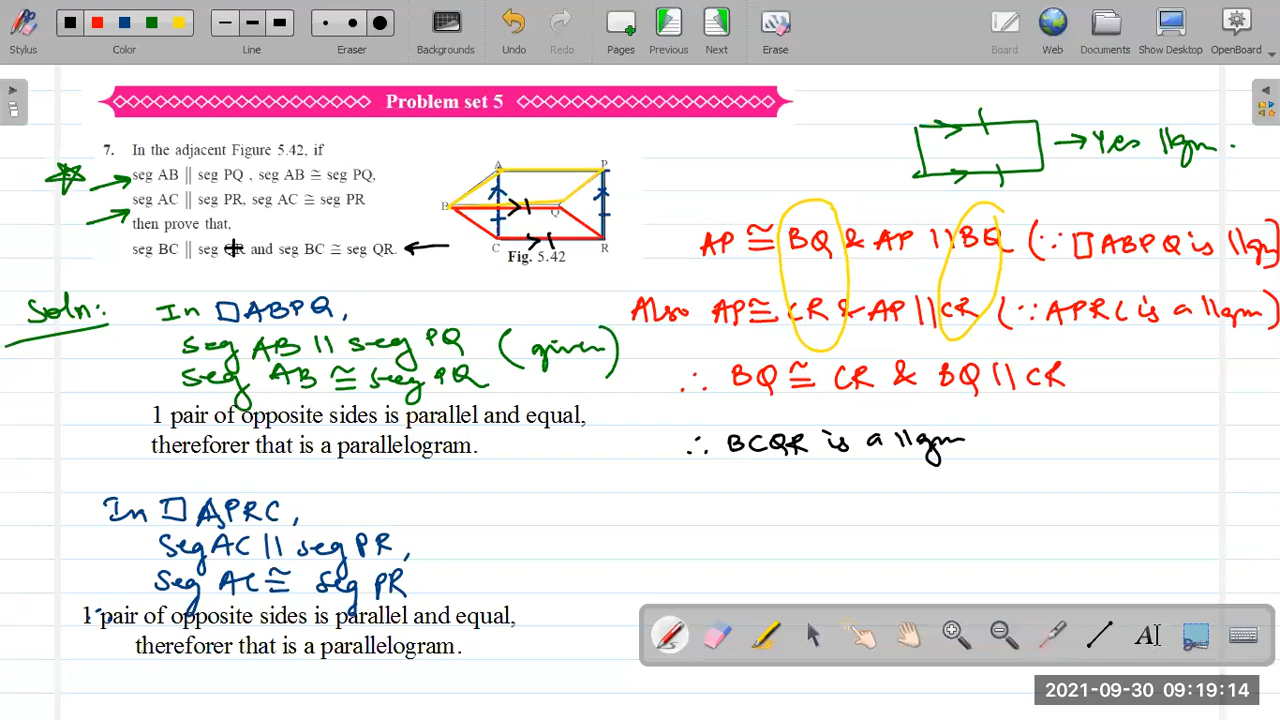 Stylus Color Line Eraser Backgrounds Undo Redo Pages Previous Next Erase Board Web Documents Show Desktop OpenBoard
Problem set 5
7. In the adjacent Figure 5.42, if
seg AB || seg PQ , seg AB ≅ seg PQ,
seg AC || seg PR, seg AC ≅ seg PR
then prove that,
seg BC || seg QR and seg BC ≅ seg QR.
A P
B Q
C R
Fig. 5.42
→ Yes ||gm.
Soln: In □ABPQ,
seg AB || seg PQ (given)
seg AB ≅ seg PQ
1 pair of opposite sides is parallel and equal,
thereforer that is a parallelogram.
In □APRC,
seg AC || seg PR,
seg AC ≅ seg PR
1 pair of opposite sides is parallel and equal,
thereforer that is a parallelogram.
AP ≅ BQ & AP || BQ (∵ □ABPQ is ||gm)
Also AP ≅ CR & AP || CR (∵ APRC is a ||gm)
∴ BQ ≅ CR & BQ || CR
∴ BCQR is a ||gm
2021-09-30 09:19:14